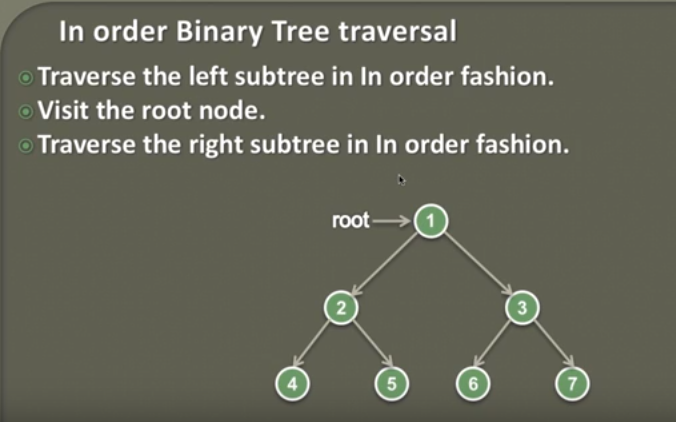 In order Binary Tree traversal
Traverse the left subtree in In order fashion.
Visit the root node.
Traverse the right subtree in In order fashion.
root 1
2 3
4 5 6 7